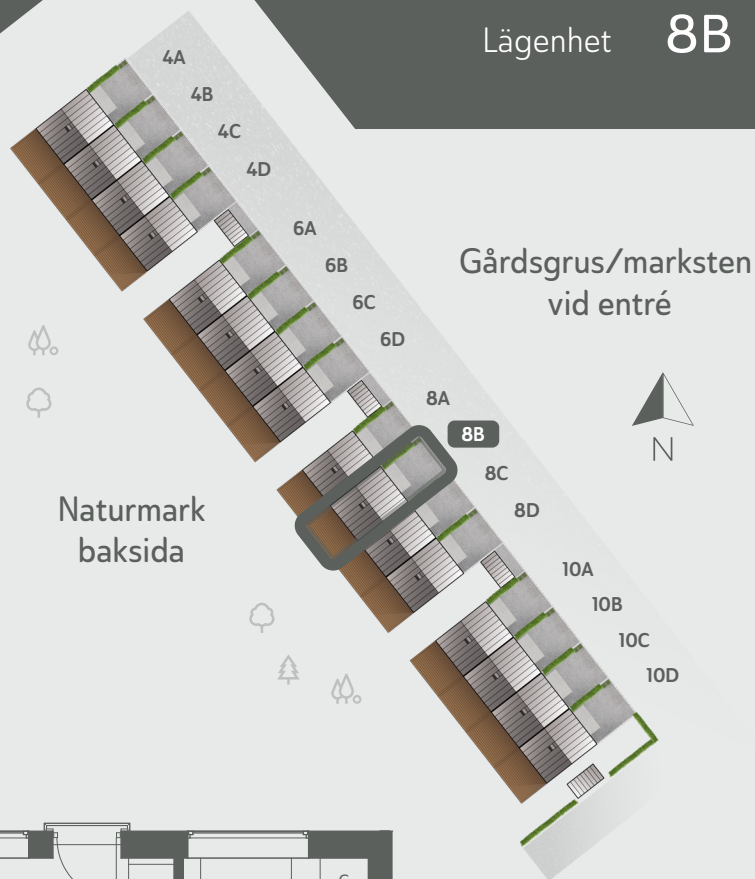 Lägenhet 8B
4A
4B
4C
4D
6A
6B
6C
6D
Gårdsgrus/marksten
vid entré
8A
8B
8C
8D
N
Naturmark
baksida
10A
10B
10C
10D